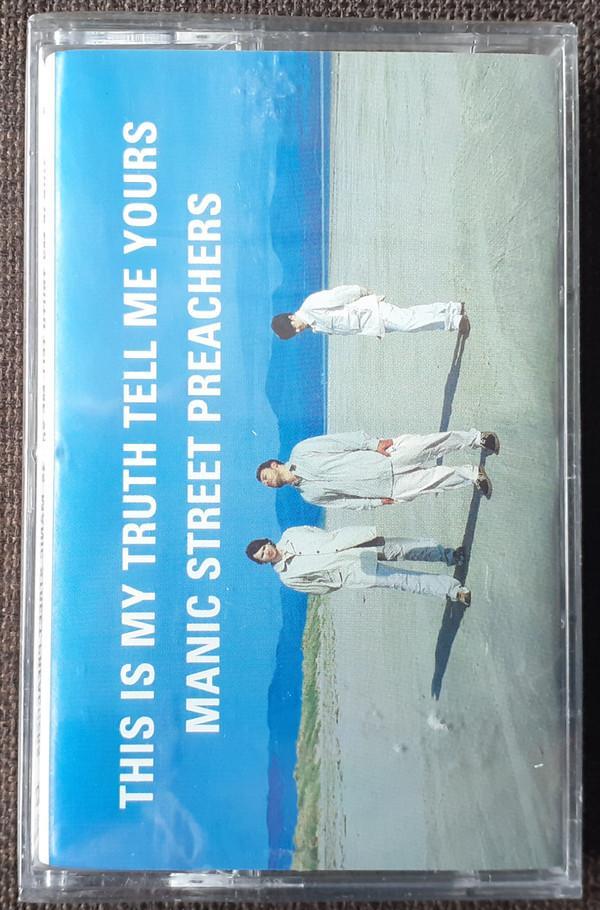 THIS IS MY TRUTH TELL ME YOURS
MANIC STREET PREACHERS